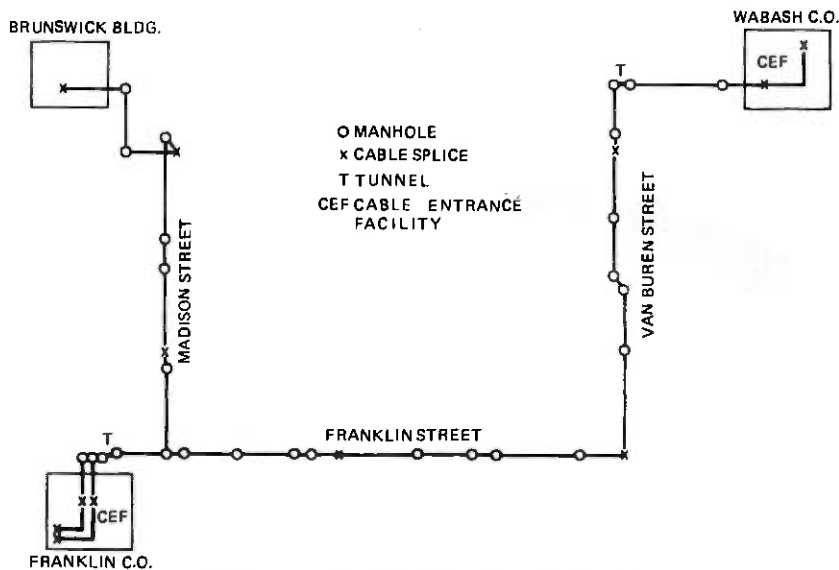 BRUNSWICK BLDG.
WABASH C.O.
CEF
T
O MANHOLE
x CABLE SPLICE
T TUNNEL
CEF CABLE ENTRANCE
FACILITY
MADISON STREET
VAN BUREN STREET
FRANKLIN STREET
T
CEF
FRANKLIN C.O.